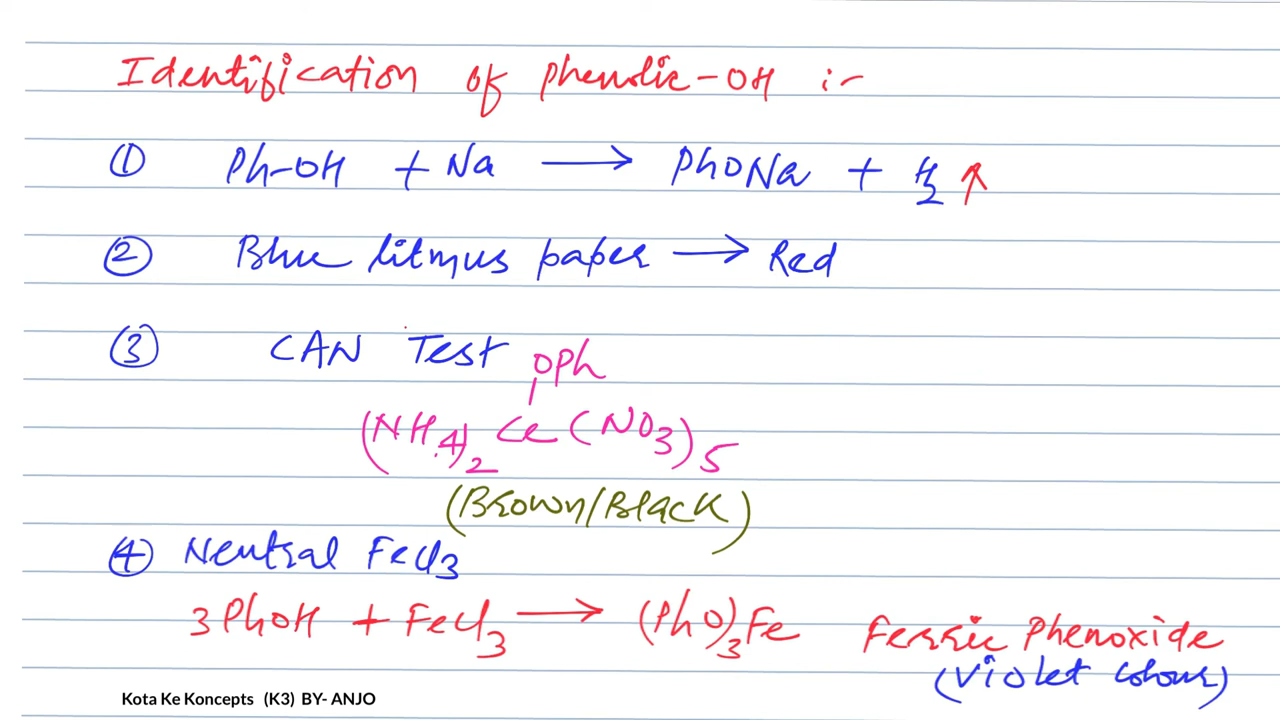 Identification of phenolic-OH :-
① Ph-OH + Na ⟶ PhONa + H₂ ↑
② Blue litmus paper ⟶ Red
③ CAN Test
OPh
(NH₄)₂ Ce (NO₃)₅
(Brown/Black)
④ Neutral FeCl₃
3PhOH + FeCl₃ ⟶ (PhO)₃Fe Ferric Phenoxide
(Violet Colour)
Kota Ke Koncepts (K3) BY- ANJO